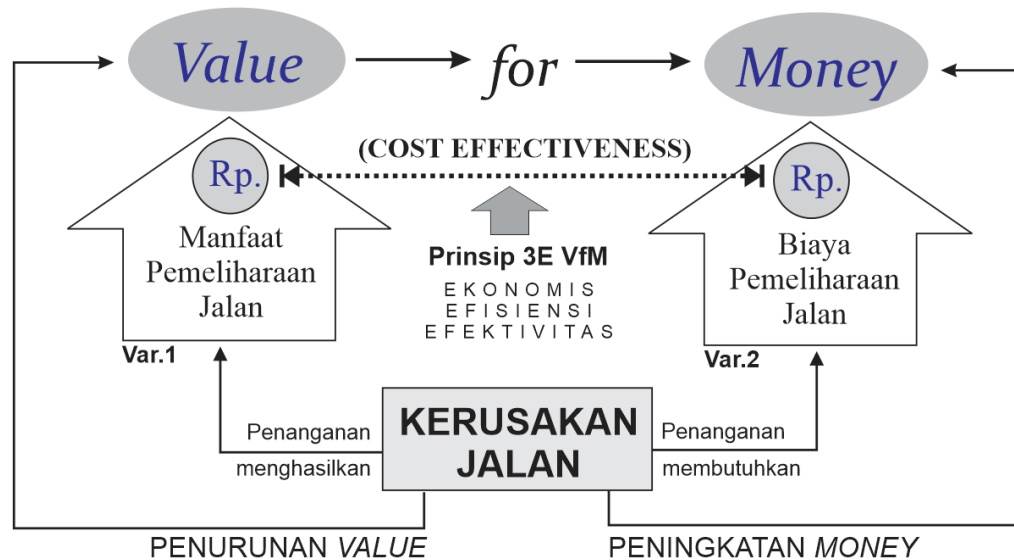 Value for Money
(COST EFFECTIVENESS)
Rp.
Rp.
Manfaat
Pemeliharaan
Jalan
Var.1
Prinsip 3E VfM
EKONOMIS
EFISIENSI
EFEKTIVITAS
Biaya
Pemeliharaan
Jalan
Var.2
Penanganan
menghasilkan
KERUSAKAN
JALAN
Penanganan
membutuhkan
PENURUNAN VALUE
PENINGKATAN MONEY